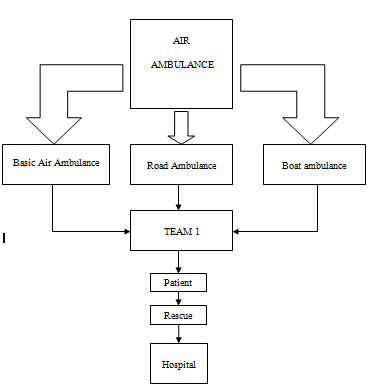 AIR
AMBULANCE
Basic Air Ambulance
Road Ambulance
Boat ambulance
TEAM 1
Patient
Rescue
Hospital